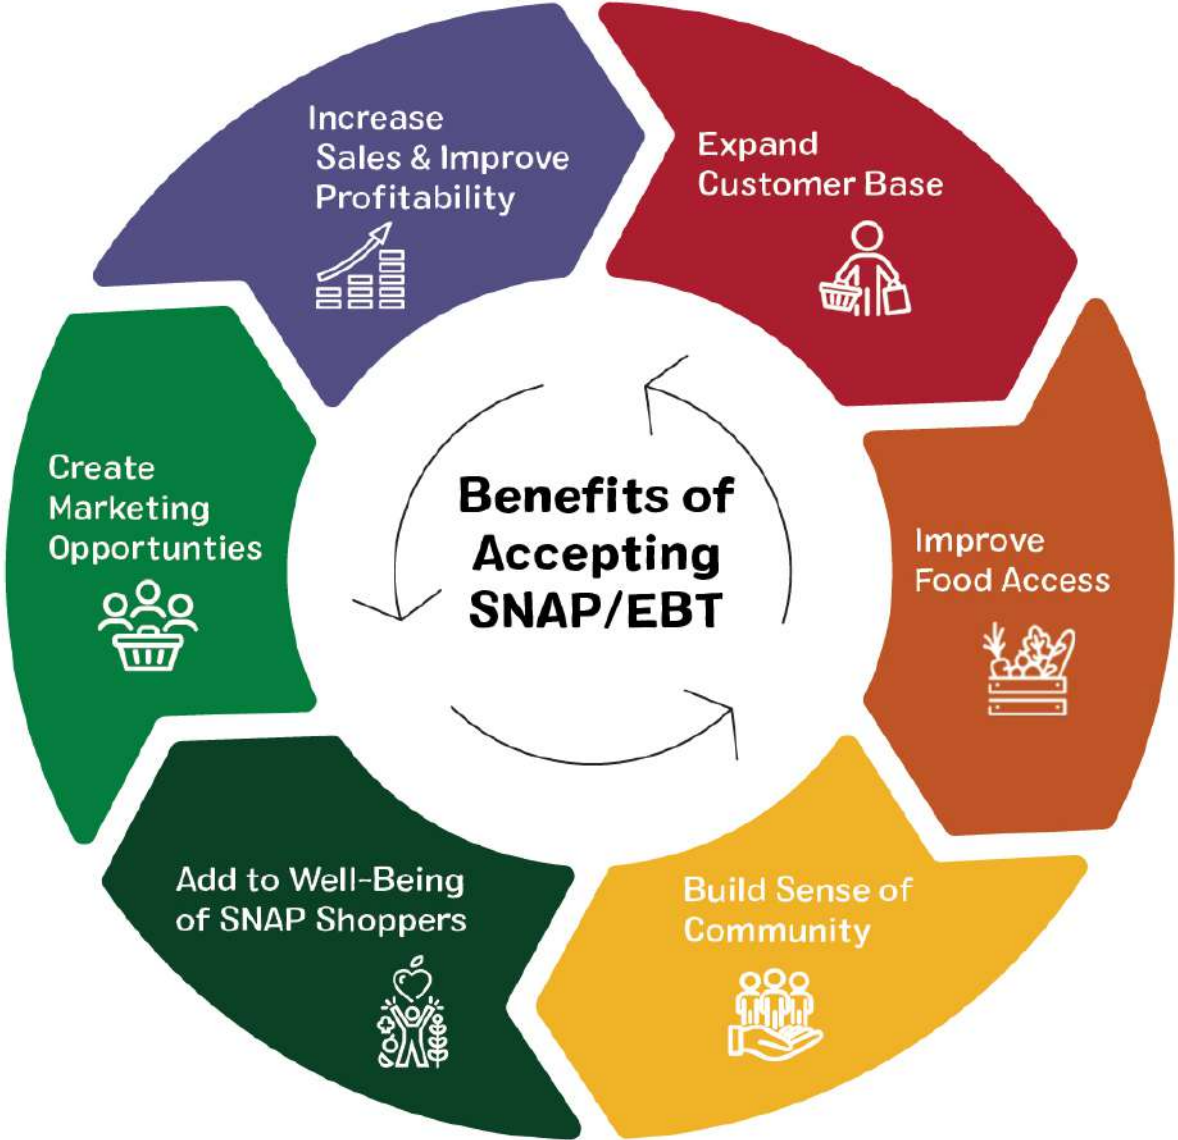 Increase
Sales & Improve
Profitability
Expand
Customer Base
Improve
Food Access
Build Sense of
Community
Add to Well-Being
of SNAP Shoppers
Create
Marketing
Opportunties
Benefits of
Accepting
SNAP/EBT